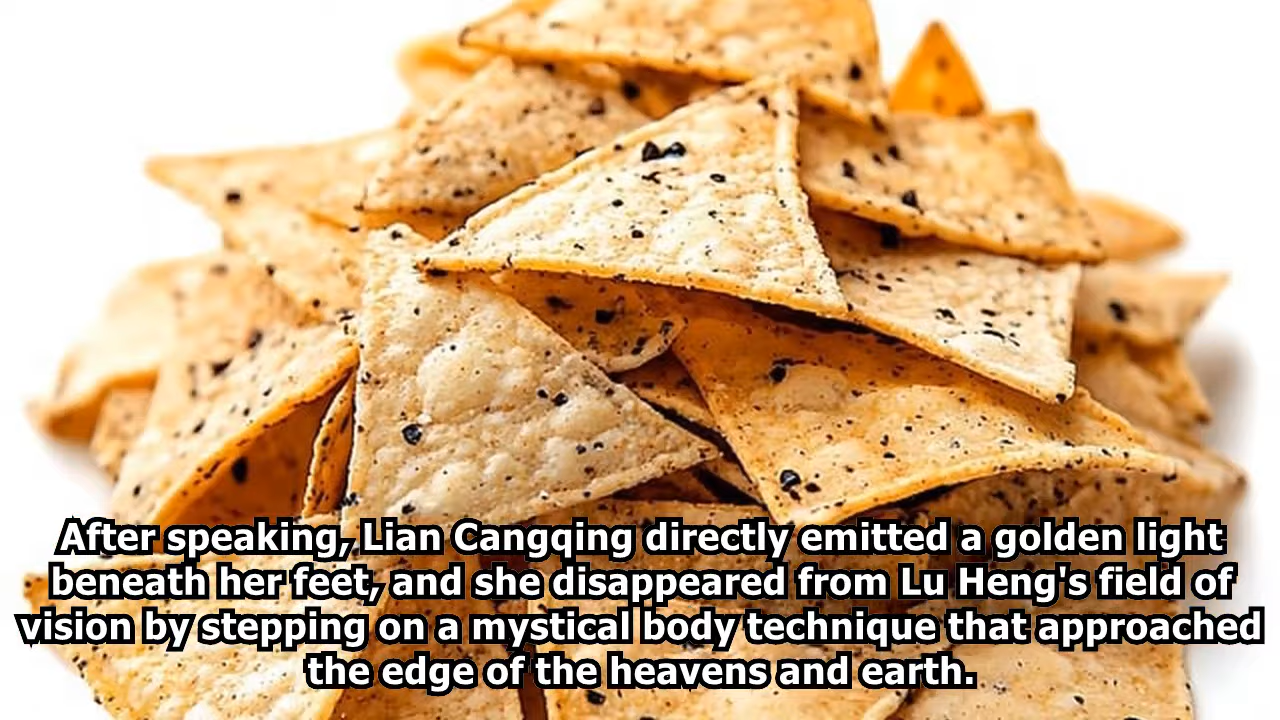 After speaking, Lian Cangqing directly emitted a golden light
beneath her feet, and she disappeared from Lu Heng's field of
vision by stepping on a mystical body technique that approached
the edge of the heavens and earth.